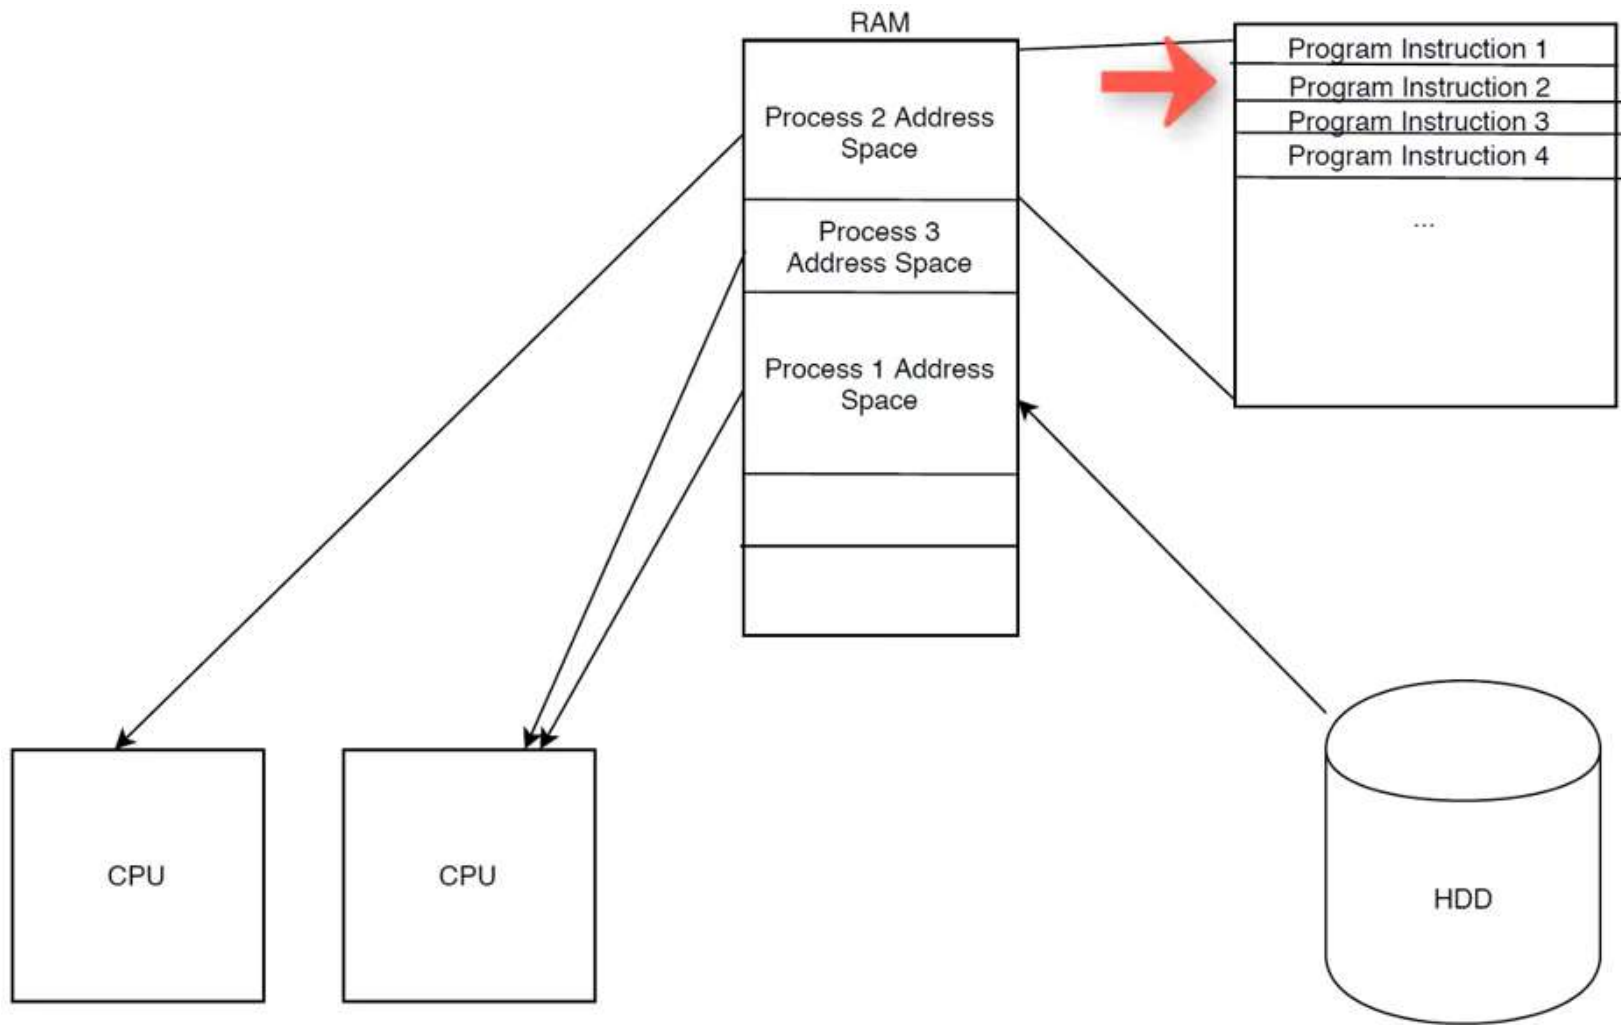 RAM
Process 2 Address
Space
Process 3
Address Space
Process 1 Address
Space
Program Instruction 1
Program Instruction 2
Program Instruction 3
Program Instruction 4
...
CPU
CPU
HDD